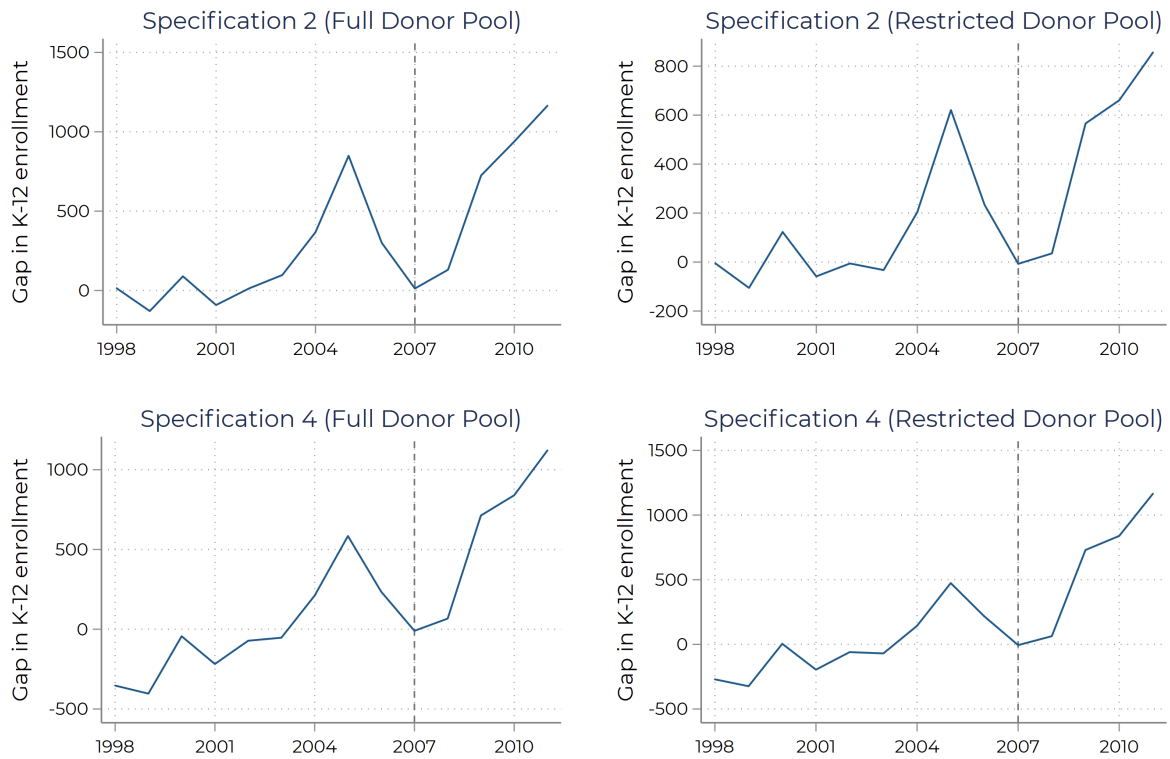 Specification 2 (Full Donor Pool)
Gap in K-12 enrollment
1500
1000
500
0
1998 2001 2004 2007 2010
Specification 2 (Restricted Donor Pool)
Gap in K-12 enrollment
800
600
400
200
0
-200
1998 2001 2004 2007 2010
Specification 4 (Full Donor Pool)
Gap in K-12 enrollment
1000
500
0
-500
1998 2001 2004 2007 2010
Specification 4 (Restricted Donor Pool)
Gap in K-12 enrollment
1500
1000
500
0
-500
1998 2001 2004 2007 2010